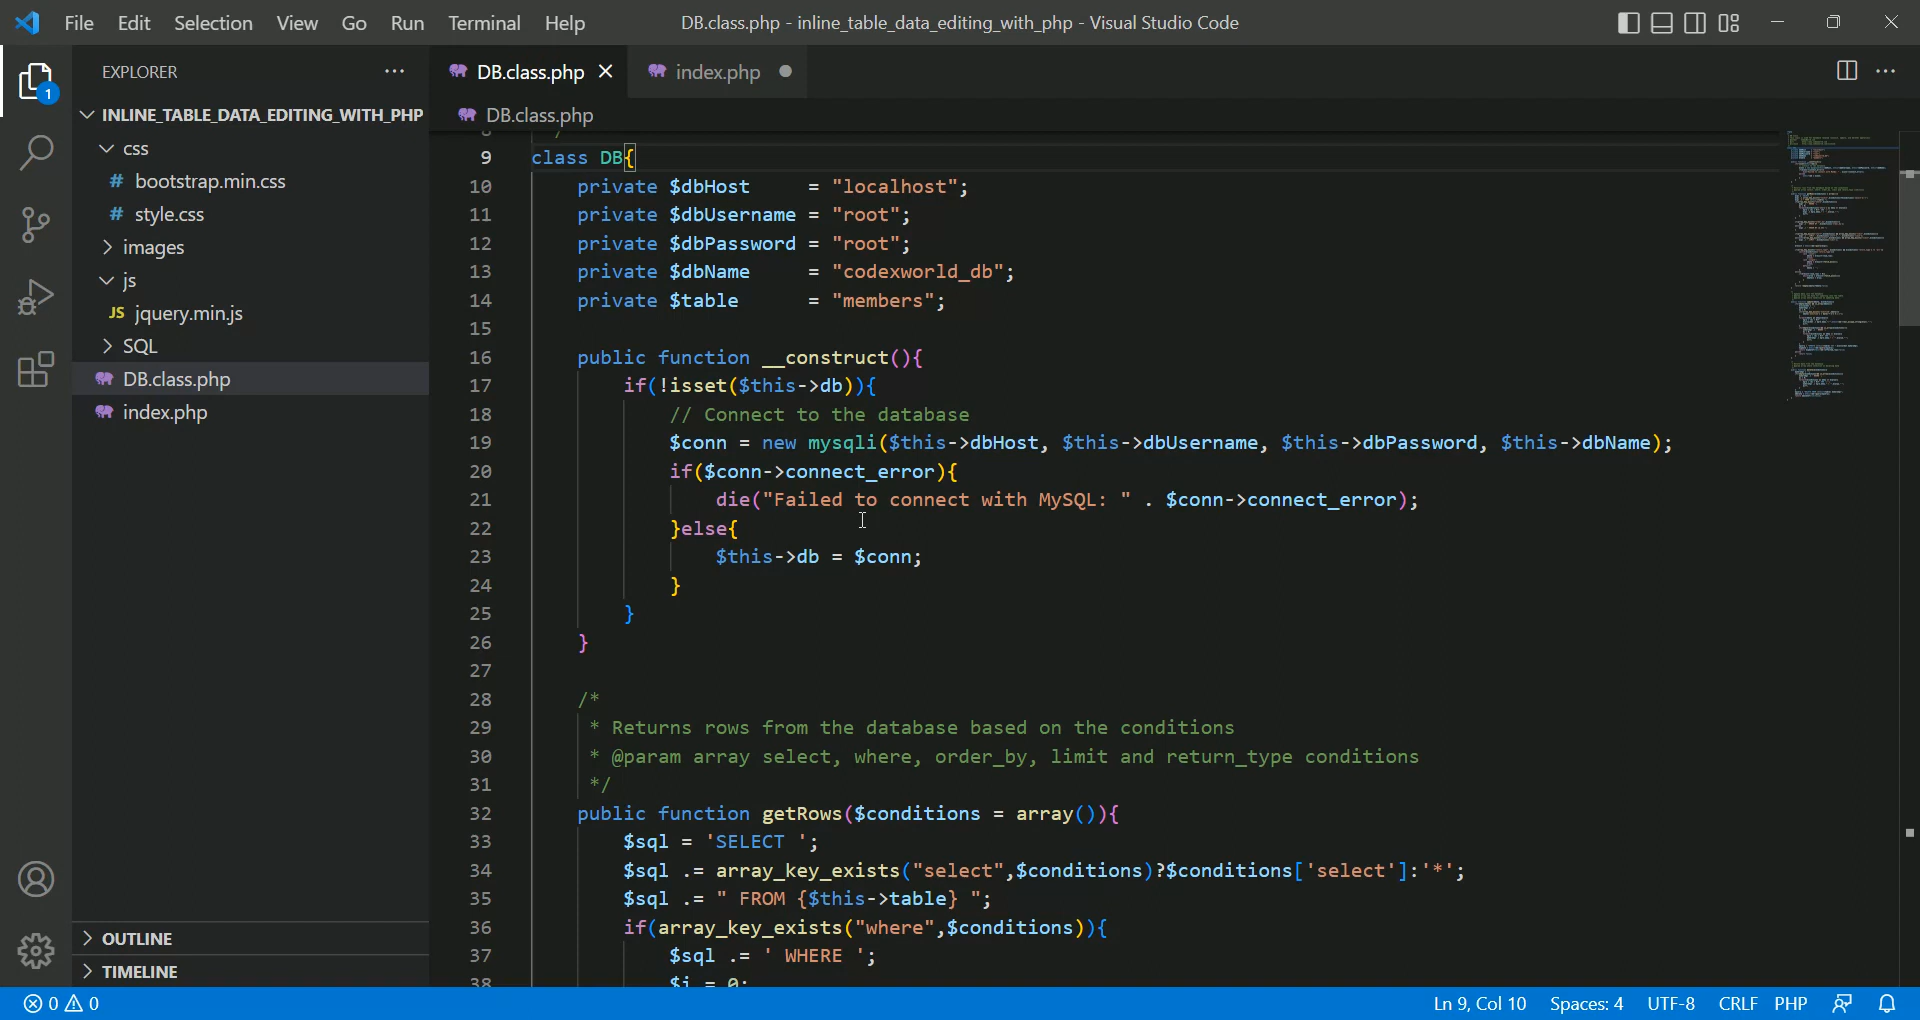 File Edit Selection View Go Run Terminal Help DB.class.php - inline_table_data_editing_with_php - Visual Studio Code
EXPLORER
DB.class.php index.php
1
INLINE_TABLE_DATA_EDITING_WITH_PHP
DB.class.php
css
# bootstrap.min.css
# style.css
images
js
JS jquery.min.js
SQL
DB.class.php
index.php
OUTLINE
TIMELINE
9 class DB{
10 private $dbHost = "localhost";
11 private $dbUsername = "root";
12 private $dbPassword = "root";
13 private $dbName = "codexworld_db";
14 private $table = "members";
15
16 public function __construct(){
17 if(!isset($this->db)){
18 // Connect to the database
19 $conn = new mysqli($this->dbHost, $this->dbUsername, $this->dbPassword, $this->dbName);
20 if($conn->connect_error){
21 die("Failed to connect with MySQL: " . $conn->connect_error);
22 }else{
23 $this->db = $conn;
24 }
25 }
26 }
27
28 /*
29 * Returns rows from the database based on the conditions
30 * @param array select, where, order_by, limit and return_type conditions
31 */
32 public function getRows($conditions = array()){
33 $sql = 'SELECT ';
34 $sql .= array_key_exists("select",$conditions)?$conditions['select']:'*';
35 $sql .= " FROM {$this->table} ";
36 if(array_key_exists("where",$conditions)){
37 $sql .= ' WHERE ';
38 $i = 0;
0 0 Ln 9, Col 10 Spaces: 4 UTF-8 CRLF PHP